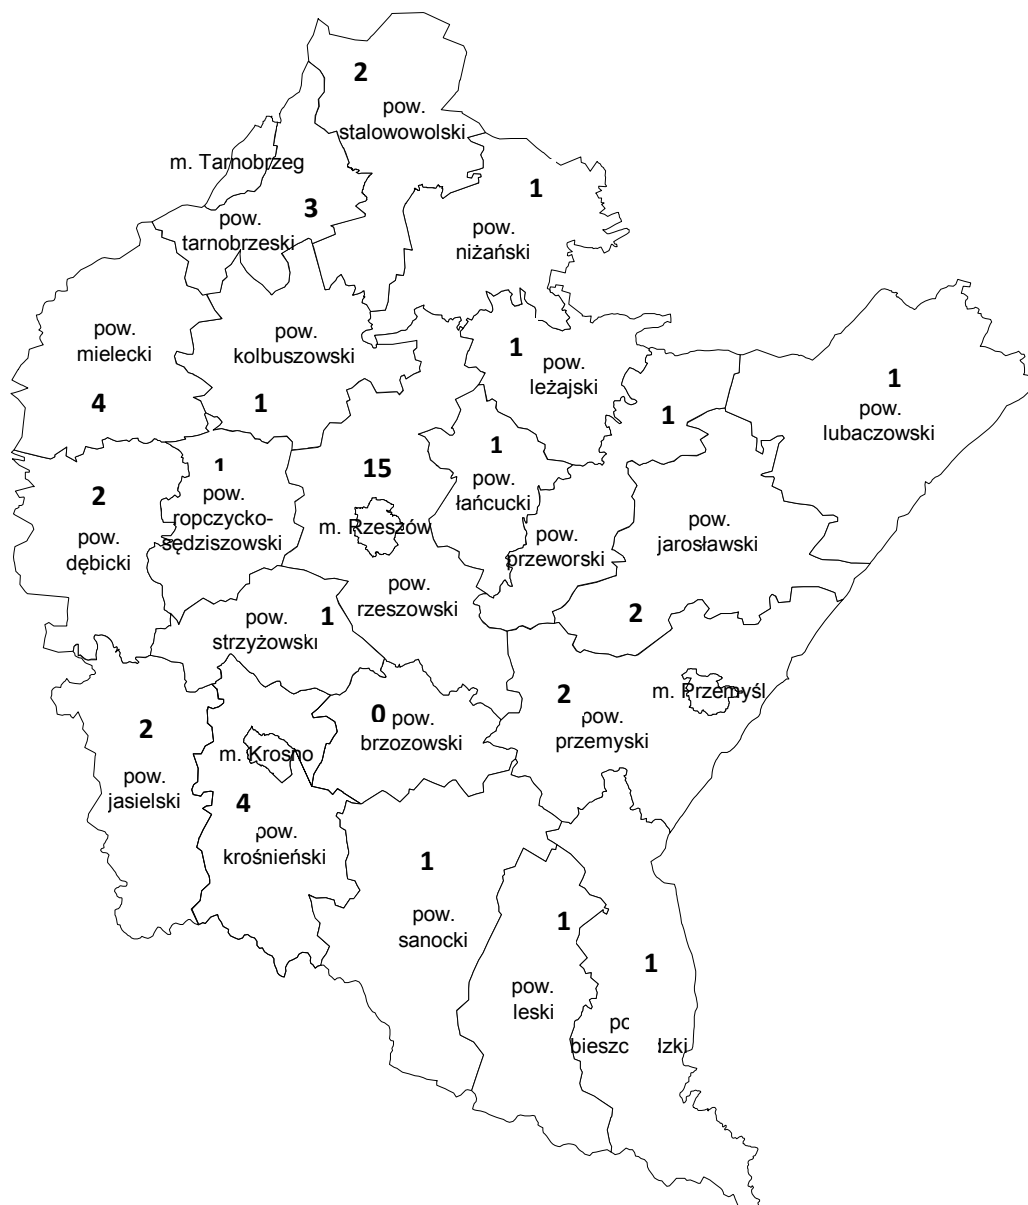 2
pow.
stalowowolski
m. Tarnobrzeg
1
3
pow.
tarnobrzeski
pow.
niżański
pow.
mielecki
4
pow.
kolbuszowski
1
1
pow.
leżajski
1
1
pow.
lubaczowski
2
pow.
dębicki
1
pow.
ropczycko-
sędziszowski
15
m. Rzeszów
pow.
rzeszowski
1
pow.
łańcucki
pow.
przeworski
pow.
jarosławski
2
1
pow.
strzyżowski
2
pow.
jasielski
m. Krosno
4
pow.
krośnieński
0
pow.
brzozowski
2
pow.
przemyski
m. Przemyśl
1
pow.
sanocki
1
pow.
leski
1